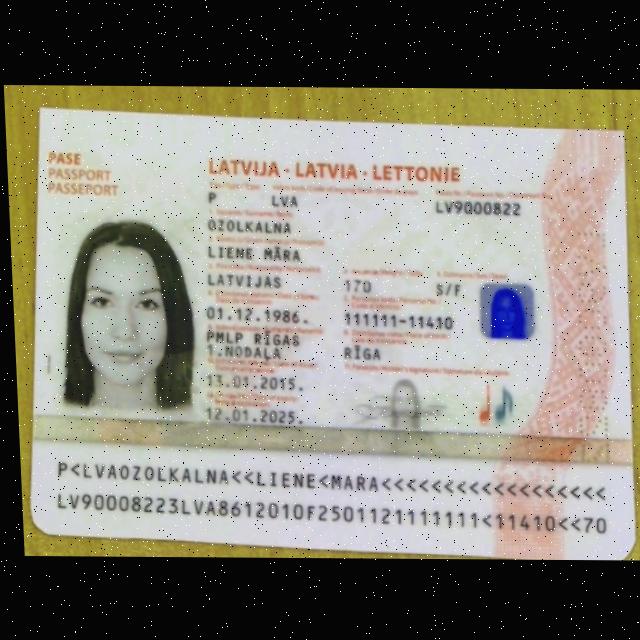 PASE
PASSPORT
PASSEPORT
LATVIJA · LATVIA · LETTONIE
P LVA LV9000822
OZOLKALNA
LIENE MĀRA
LATVIJAS 170 S/F
01.12.1986. 111111-11410
PMLP RĪGAS
1.NODAĻA RĪGA
13.01.2015.
12.01.2025.
P<LVAOZOLKALNA<<LIENE<MARA<<<<<<<<<<<<<<<<<<
LV90008223LVA8612010F2501121111111<11410<<70